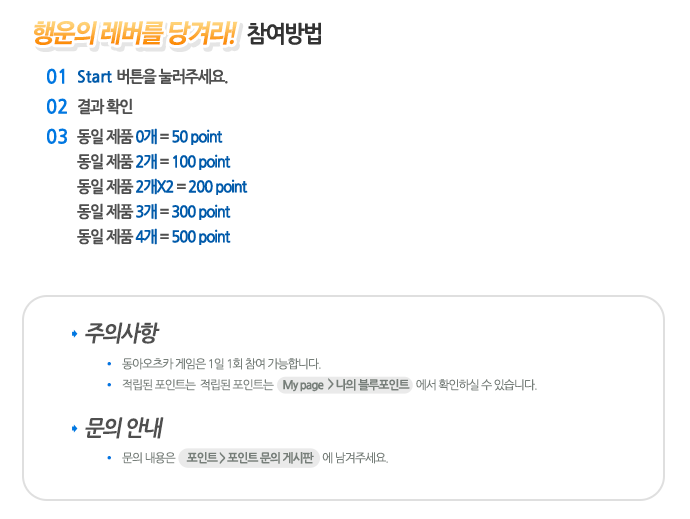 행운의 레버를 당겨라! 참여방법
01 Start 버튼을 눌러주세요.
02 결과 확인
03 동일 제품 0개 = 50 point
동일 제품 2개 = 100 point
동일 제품 2개X2 = 200 point
동일 제품 3개 = 300 point
동일 제품 4개 = 500 point
주의사항
동아오츠카 게임은 1일 1회 참여 가능합니다.
적립된 포인트는 적립된 포인트는 My page > 나의 블루포인트 에서 확인하실 수 있습니다.
문의 안내
문의 내용은 포인트 > 포인트 문의 게시판 에 남겨주세요.